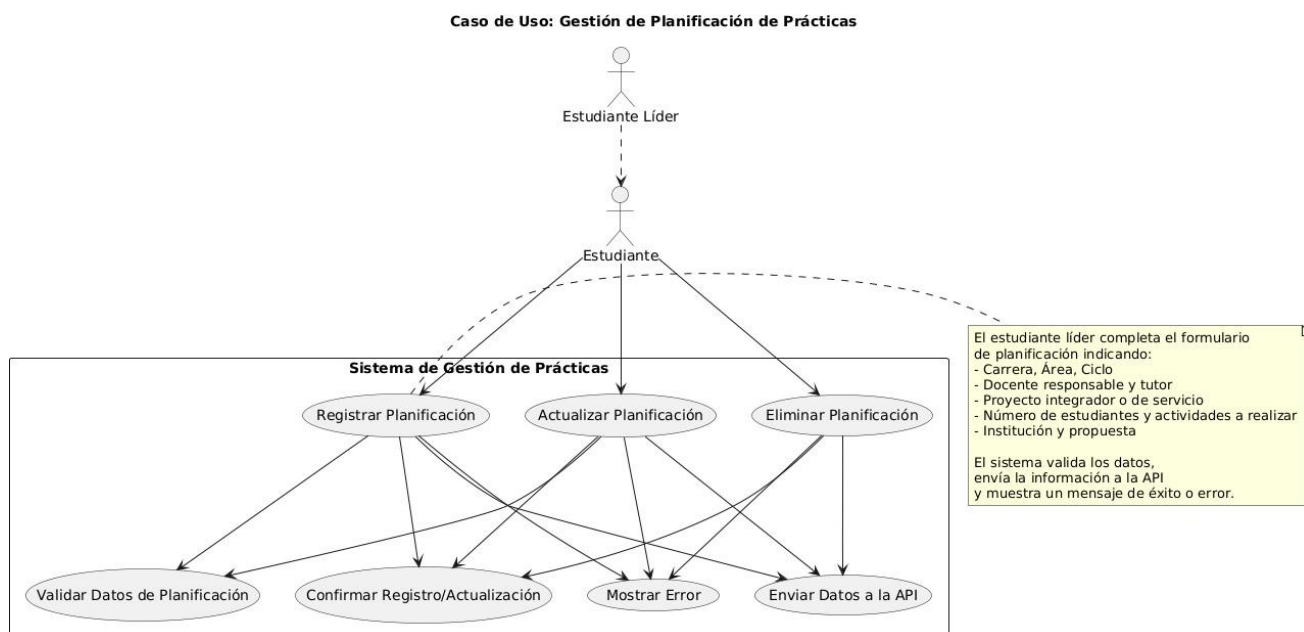 Caso de Uso: Gestión de Planificación de Prácticas
Estudiante Líder
Estudiante
El estudiante líder completa el formulario
de planificación indicando:
- Carrera, Área, Ciclo
- Docente responsable y tutor
- Proyecto integrador o de servicio
- Número de estudiantes y actividades a realizar
- Institución y propuesta
El sistema valida los datos,
envía la información a la API
y muestra un mensaje de éxito o error.
Sistema de Gestión de Prácticas
Registrar Planificación
Actualizar Planificación
Eliminar Planificación
Validar Datos de Planificación
Confirmar Registro/Actualización
Mostrar Error
Enviar Datos a la API